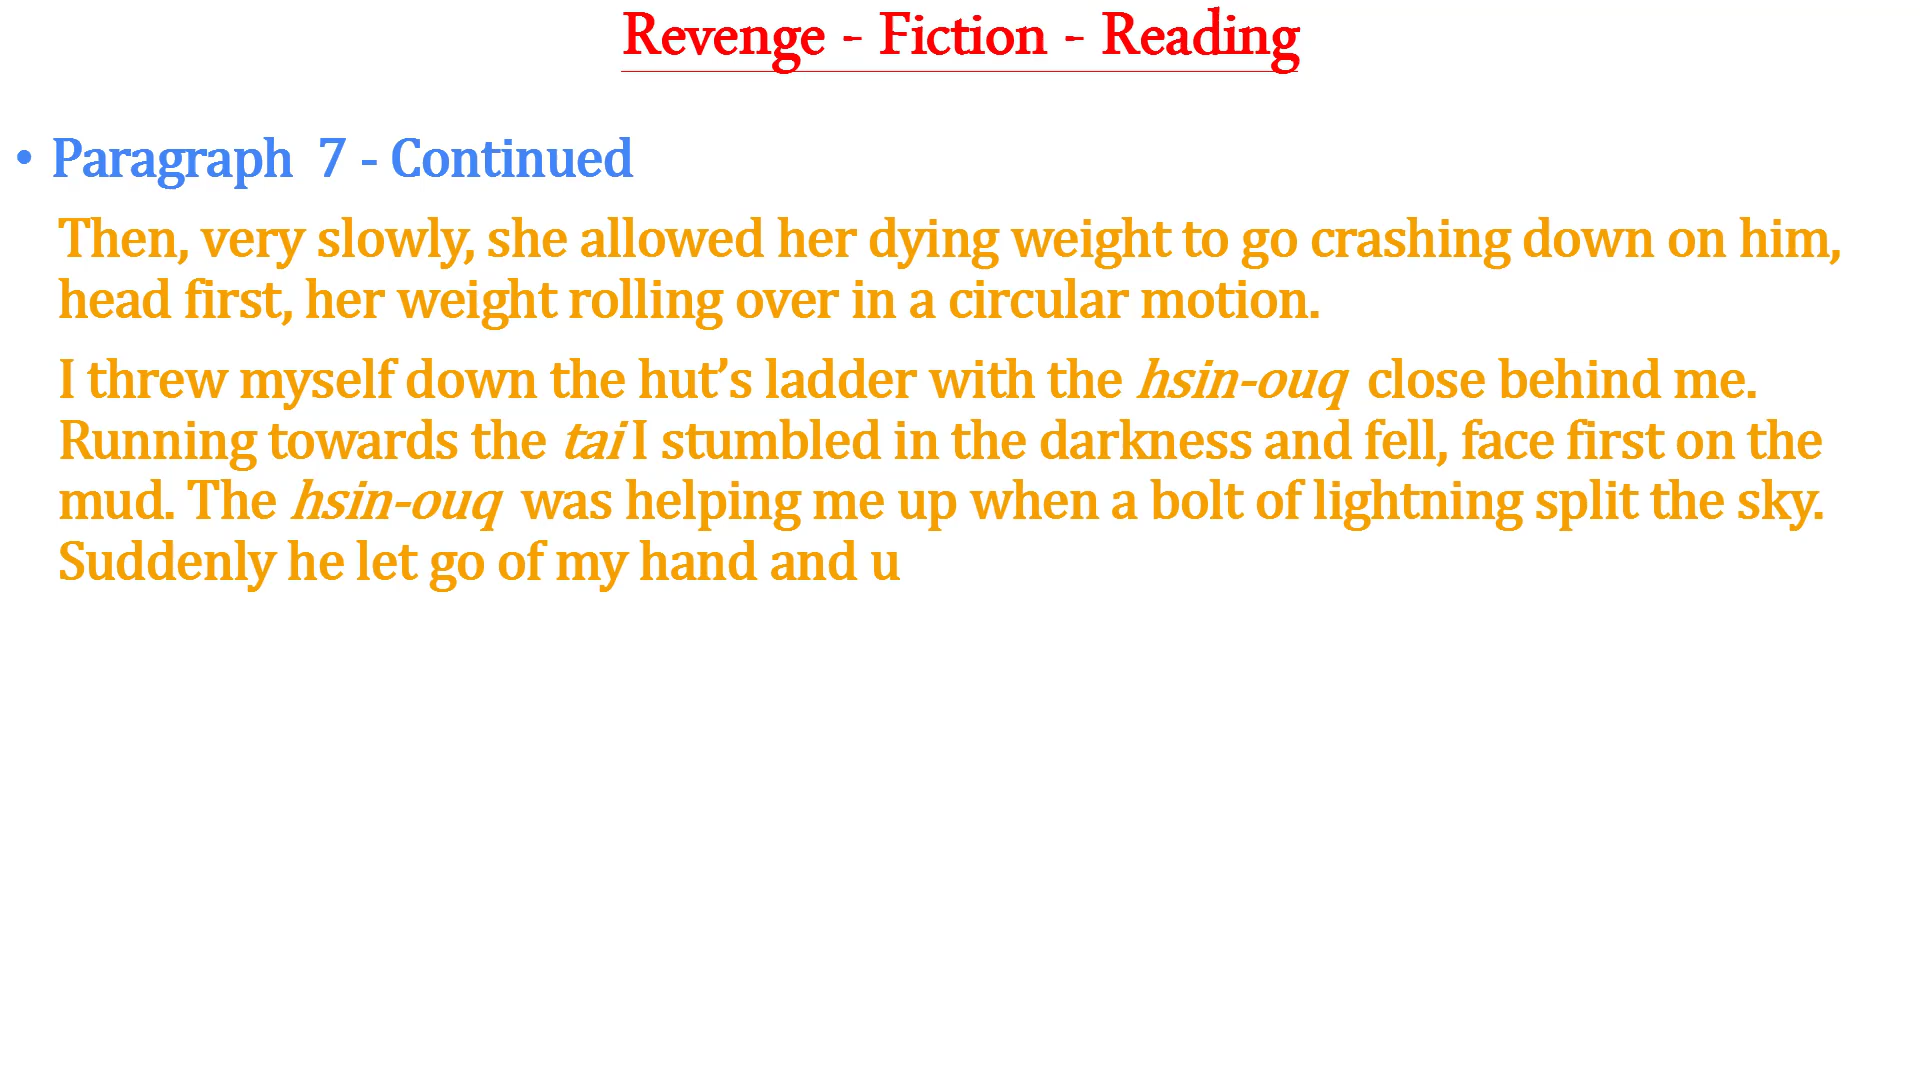 Revenge - Fiction - Reading
• Paragraph 7 - Continued
Then, very slowly, she allowed her dying weight to go crashing down on him,
head first, her weight rolling over in a circular motion.
I threw myself down the hut’s ladder with the hsin-ouq close behind me.
Running towards the tai I stumbled in the darkness and fell, face first on the
mud. The hsin-ouq was helping me up when a bolt of lightning split the sky.
Suddenly he let go of my hand and u